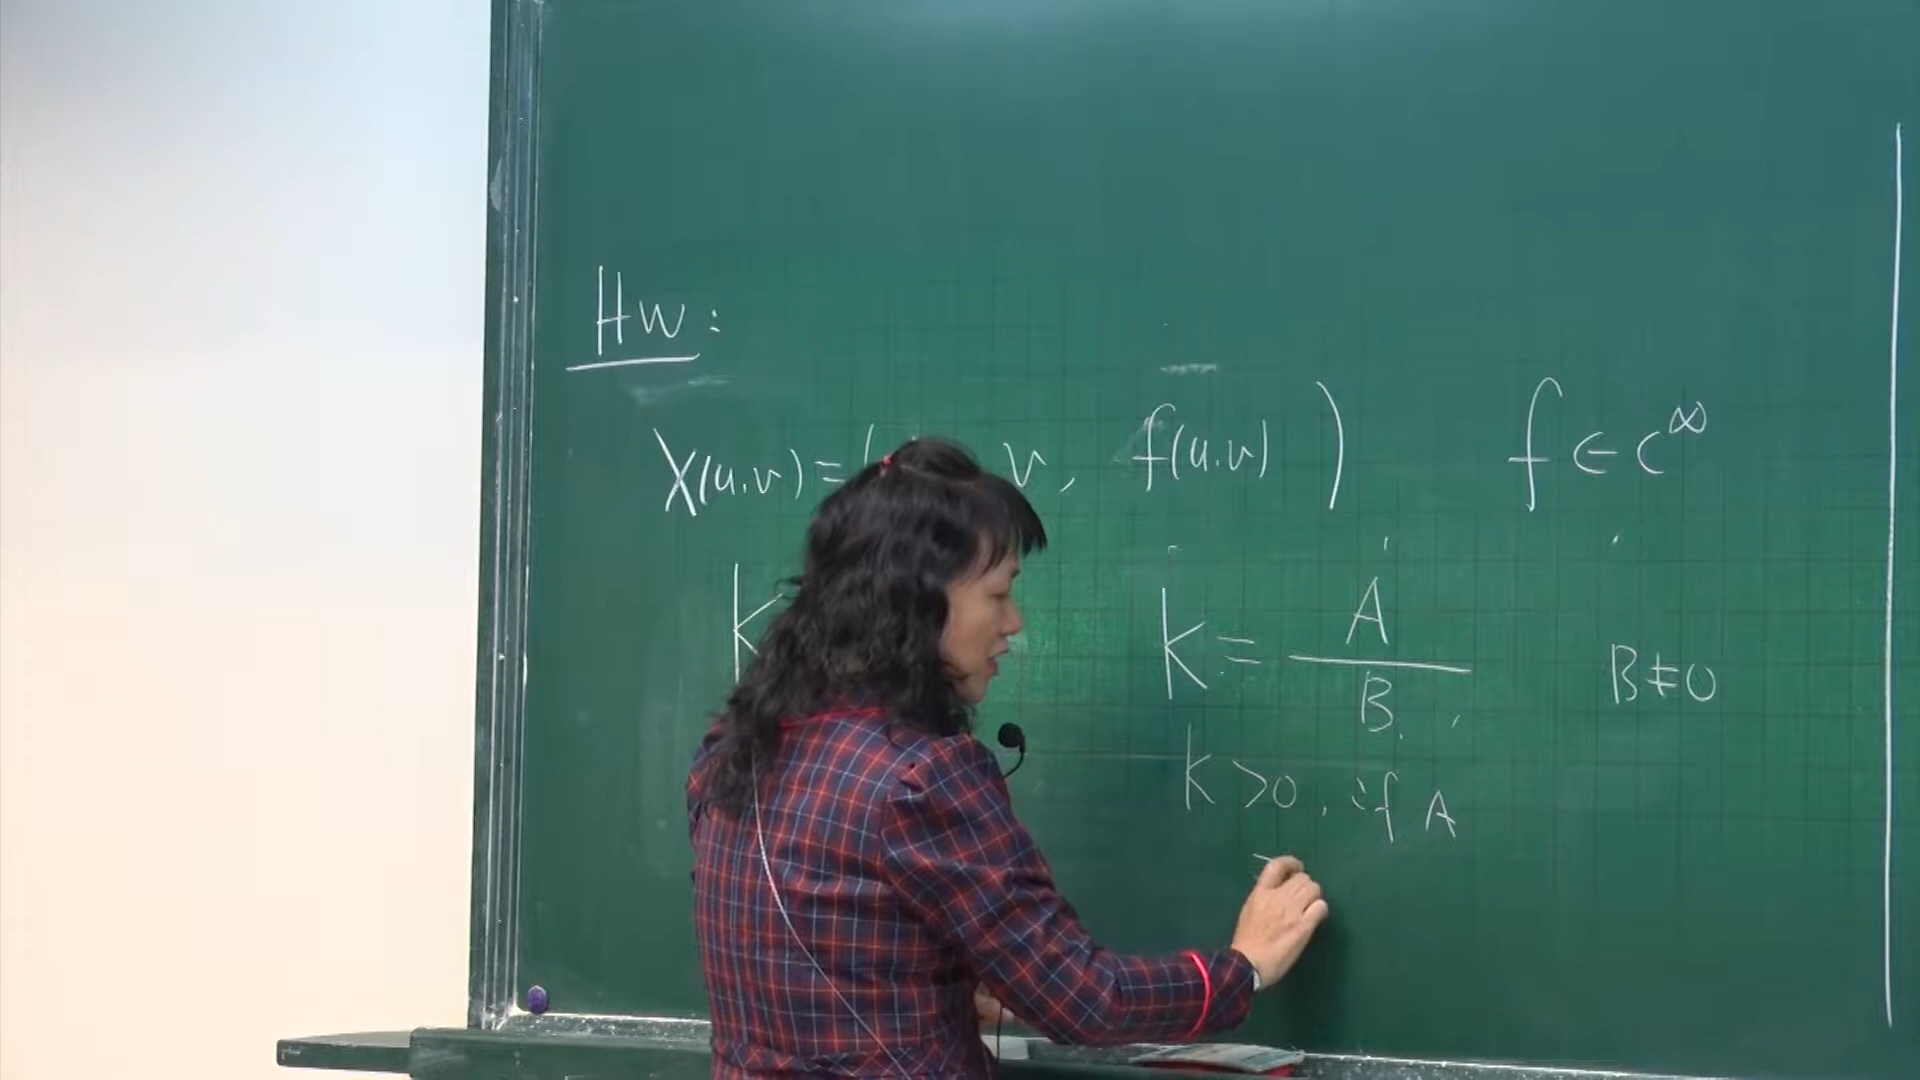 HW:
X(u,v)=( v, f(u,v) ) f∈C^∞
K K= A/B B≠0
K>0, if A